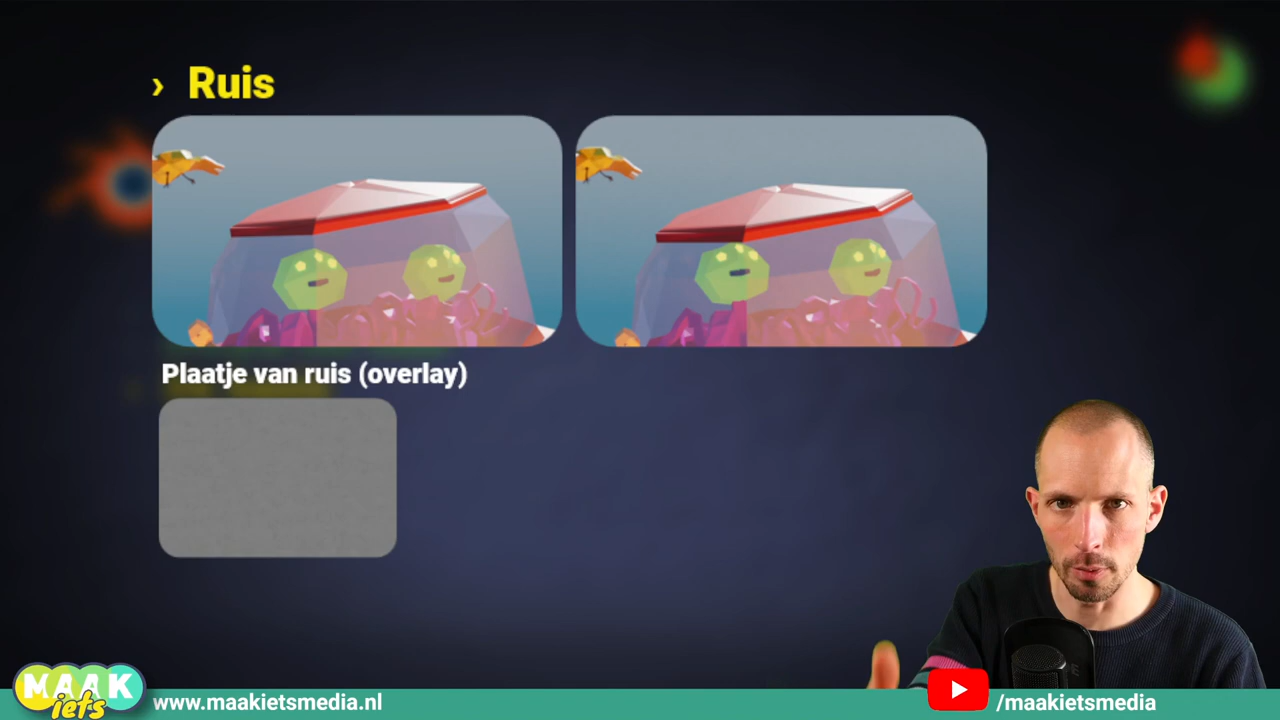 › Ruis
Plaatje van ruis (overlay)
MAAK
iets
www.maakietsmedia.nl
/maakietsmedia